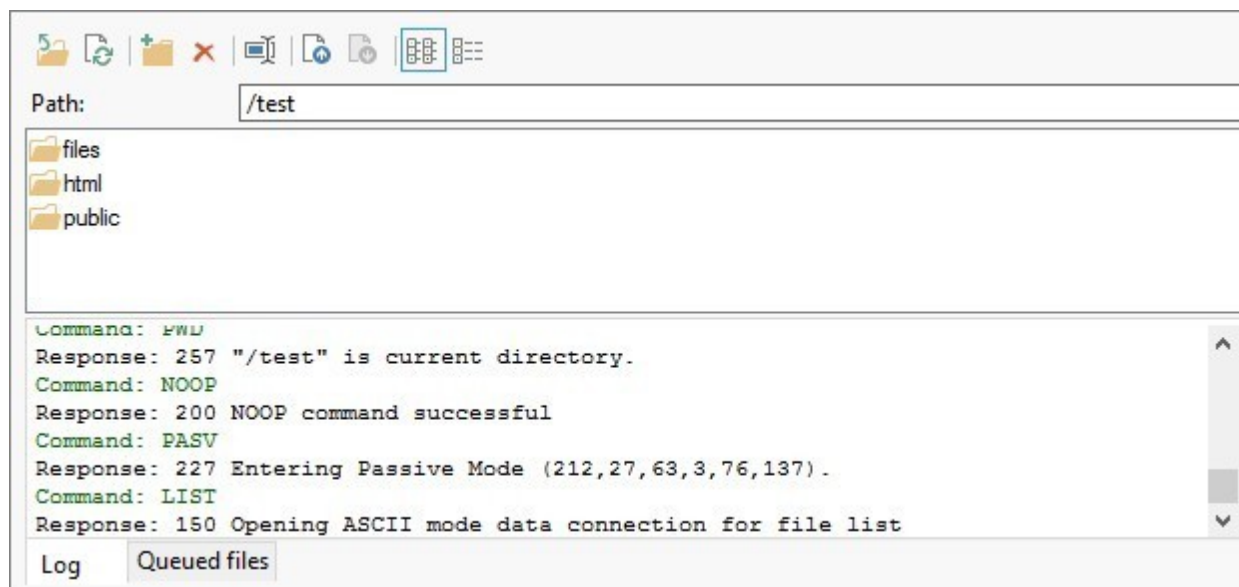 Path: /test
files
html
public
Command: PWD
Response: 257 "/test" is current directory.
Command: NOOP
Response: 200 NOOP command successful
Command: PASV
Response: 227 Entering Passive Mode (212,27,63,3,76,137).
Command: LIST
Response: 150 Opening ASCII mode data connection for file list
Log Queued files